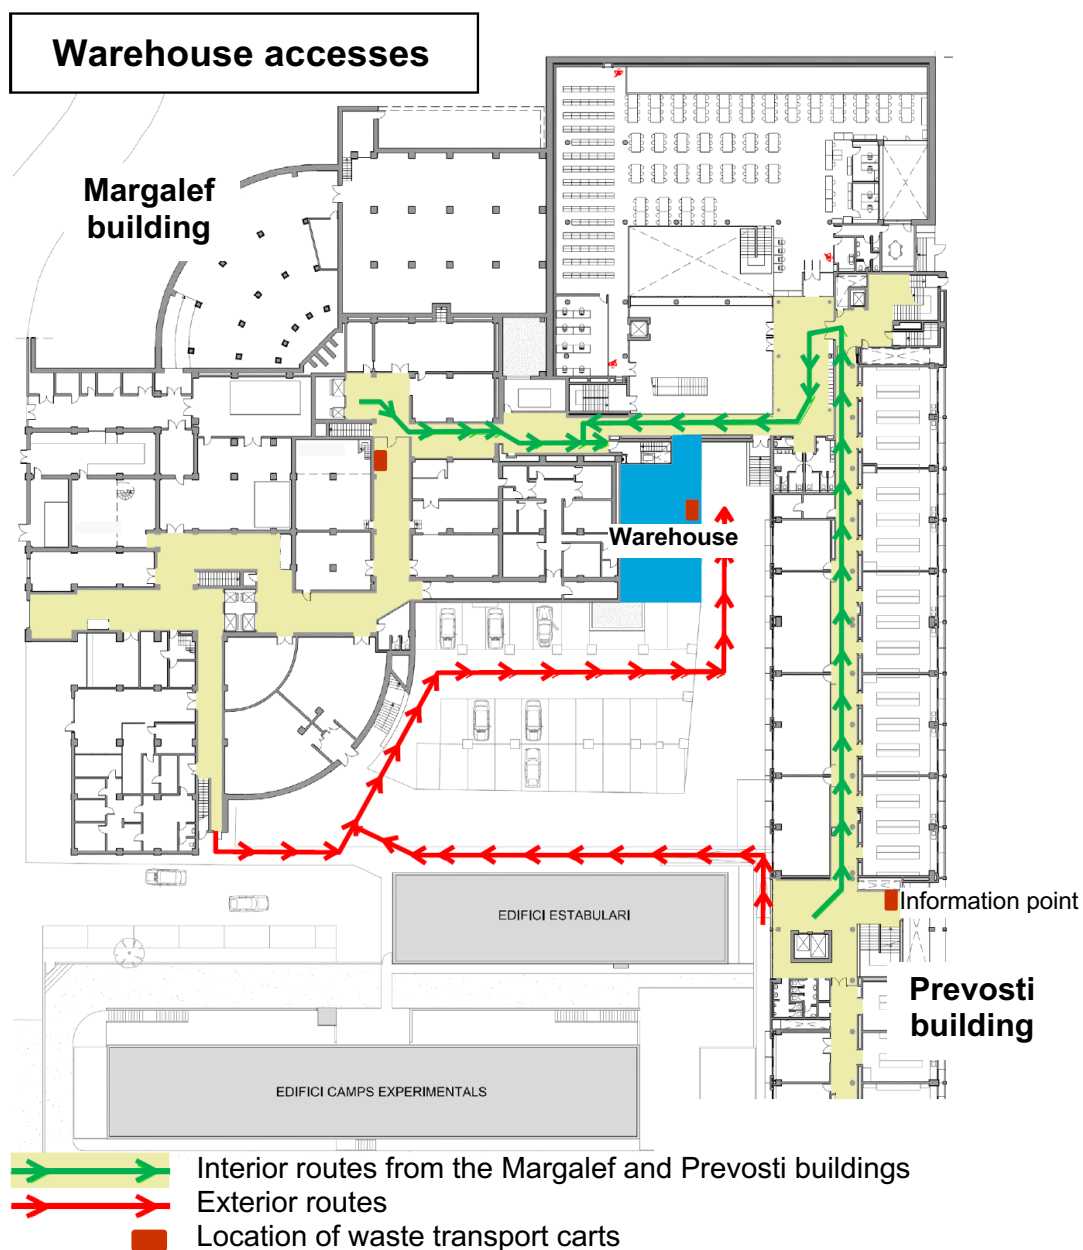 Warehouse accesses
Margalef
building
Warehouse
Information point
EDIFICI ESTABULARI
Prevosti
building
EDIFICI CAMPS EXPERIMENTALS
Interior routes from the Margalef and Prevosti buildings
Exterior routes
Location of waste transport carts